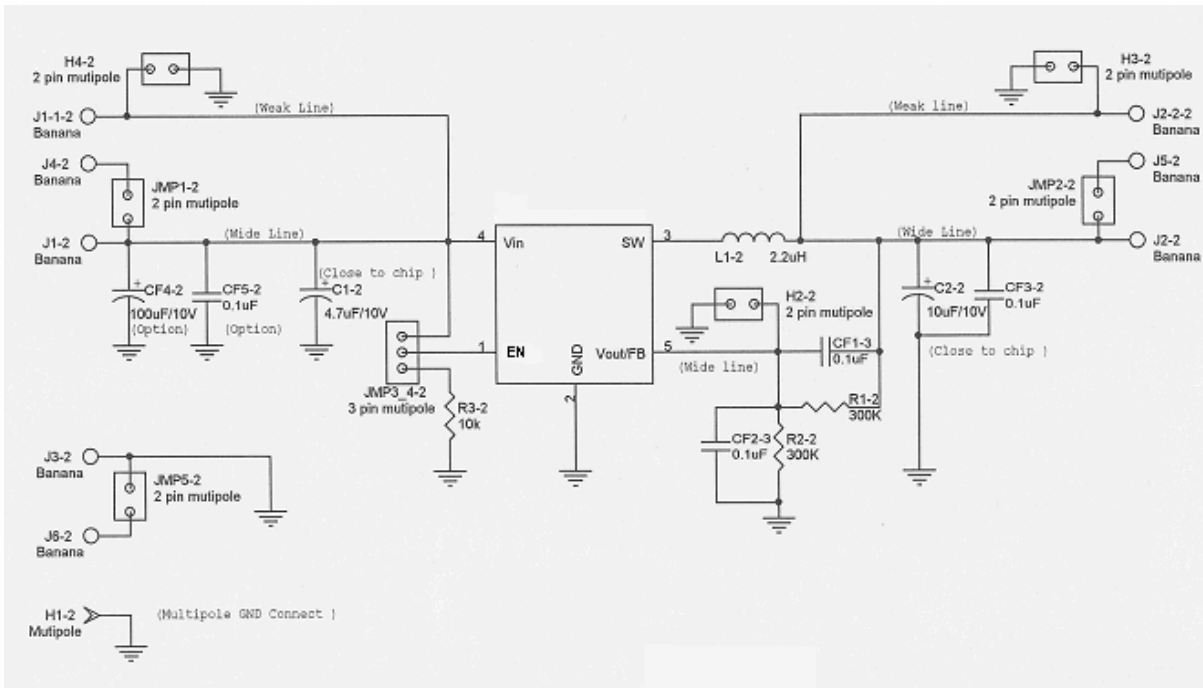 H4-2
2 pin mutipole
J1-1-2
Banana
(Weak Line)
J4-2
Banana
JMP1-2
2 pin mutipole
J1-2
Banana
(Wide Line)
CF4-2
100uF/10V
(Option)
CF5-2
0.1uF
(Option)
(Close to chip )
C1-2
4.7uF/10V
JMP3_4-2
3 pin mutipole
R3-2
10k
4
Vin
SW
3
1
EN
GND
2
Vout/FB
5
L1-2
2.2uH
H3-2
2 pin mutipole
(Weak line)
J2-2-2
Banana
J5-2
Banana
JMP2-2
2 pin mutipole
(Wide Line)
J2-2
Banana
H2-2
2 pin mutipole
(Wide line)
CF1-3
0.1uF
C2-2
10uF/10V
CF3-2
0.1uF
(Close to chip )
R1-2
300K
CF2-3
0.1uF
R2-2
300K
J3-2
Banana
JMP5-2
2 pin mutipole
J6-2
Banana
H1-2
Mutipole
(Multipole GND Connect )
+
+
+